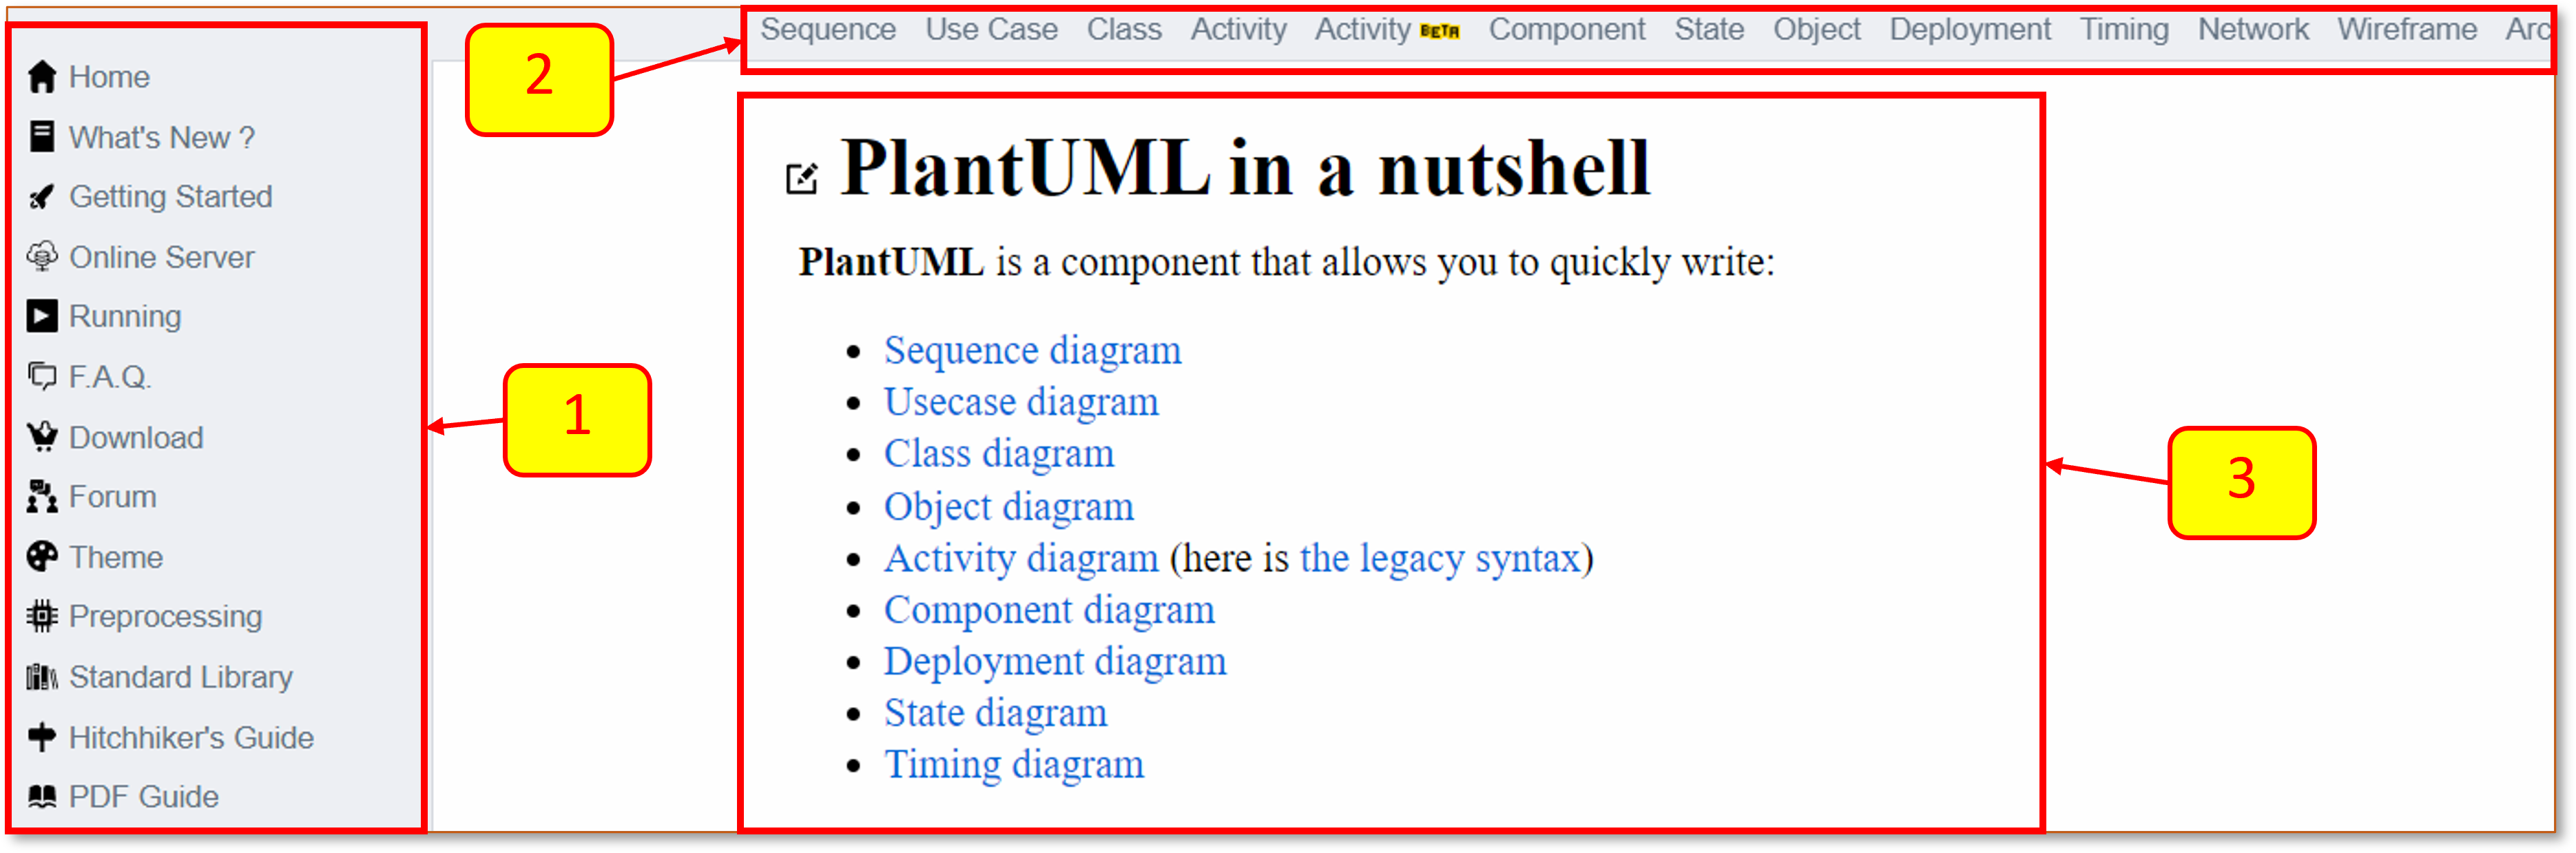 Sequence Use Case Class Activity Activity BETA Component State Object Deployment Timing Network Wireframe Arc
2
Home
What's New ?
Getting Started
Online Server
Running
F.A.Q.
Download
Forum
Theme
Preprocessing
Standard Library
Hitchhiker's Guide
PDF Guide
1
PlantUML in a nutshell
PlantUML is a component that allows you to quickly write:
• Sequence diagram
• Usecase diagram
• Class diagram
• Object diagram
• Activity diagram (here is the legacy syntax)
• Component diagram
• Deployment diagram
• State diagram
• Timing diagram
3